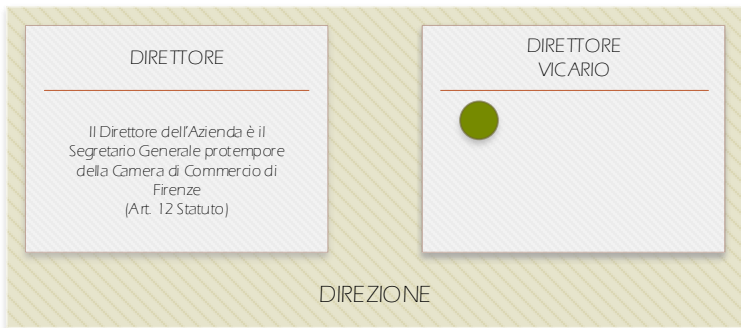 DIRETTORE
Il Direttore dell'Azienda è il
Segretario Generale protempore
della Camera di Commercio di
Firenze
(Art. 12 Statuto)
DIRETTORE
VICARIO
DIREZIONE